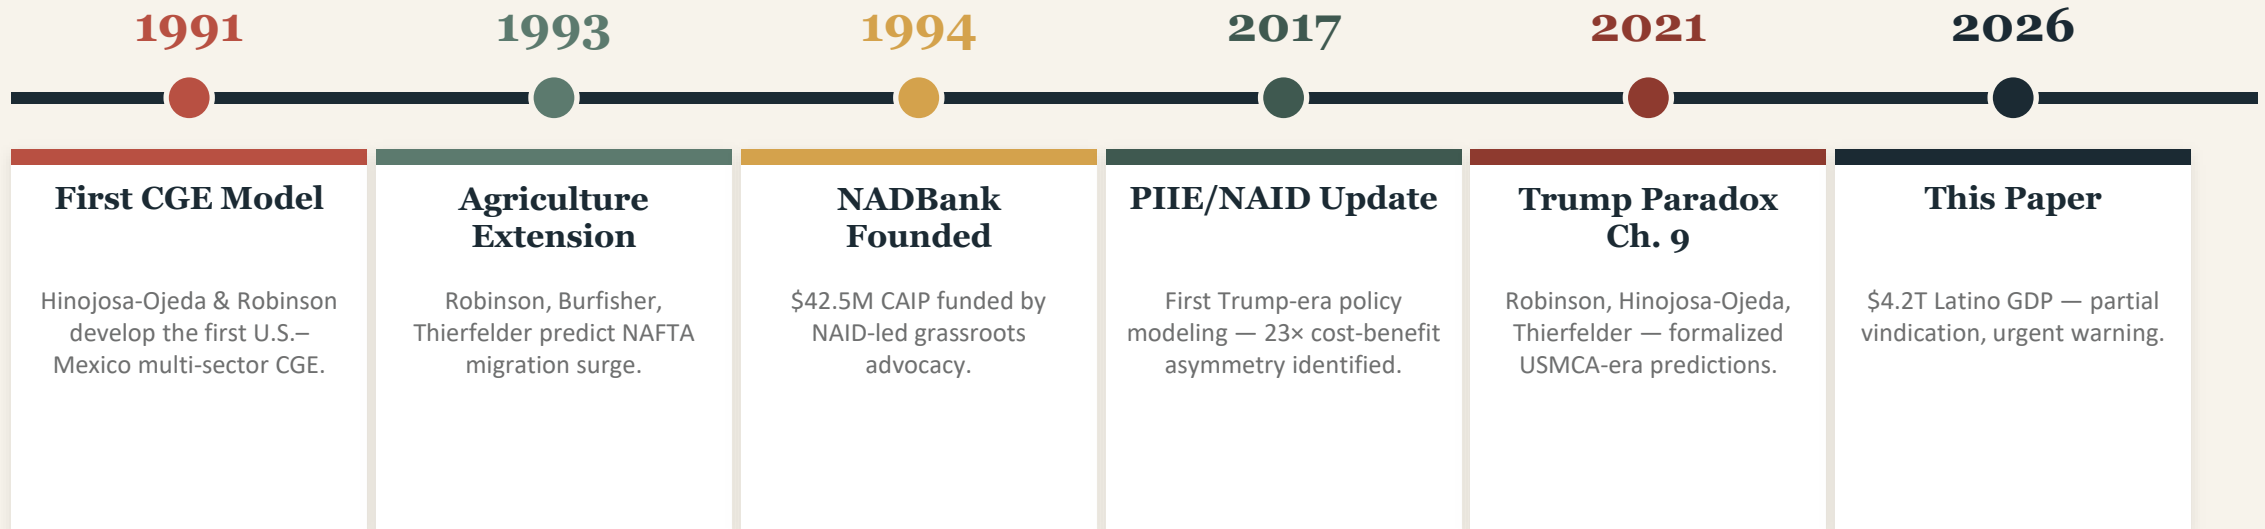 1991
1993
1994
2017
2021
2026
First CGE Model
Hinojosa-Ojeda & Robinson
develop the first U.S.–
Mexico multi-sector CGE.
Agriculture
Extension
Robinson, Burfisher,
Thierfelder predict NAFTA
migration surge.
NADBank
Founded
$42.5M CAIP funded by
NAID-led grassroots
advocacy.
PIIE/NAID Update
First Trump-era policy
modeling — 23× cost-benefit
asymmetry identified.
Trump Paradox
Ch. 9
Robinson, Hinojosa-Ojeda,
Thierfelder — formalized
USMCA-era predictions.
This Paper
$4.2T Latino GDP — partial
vindication, urgent warning.